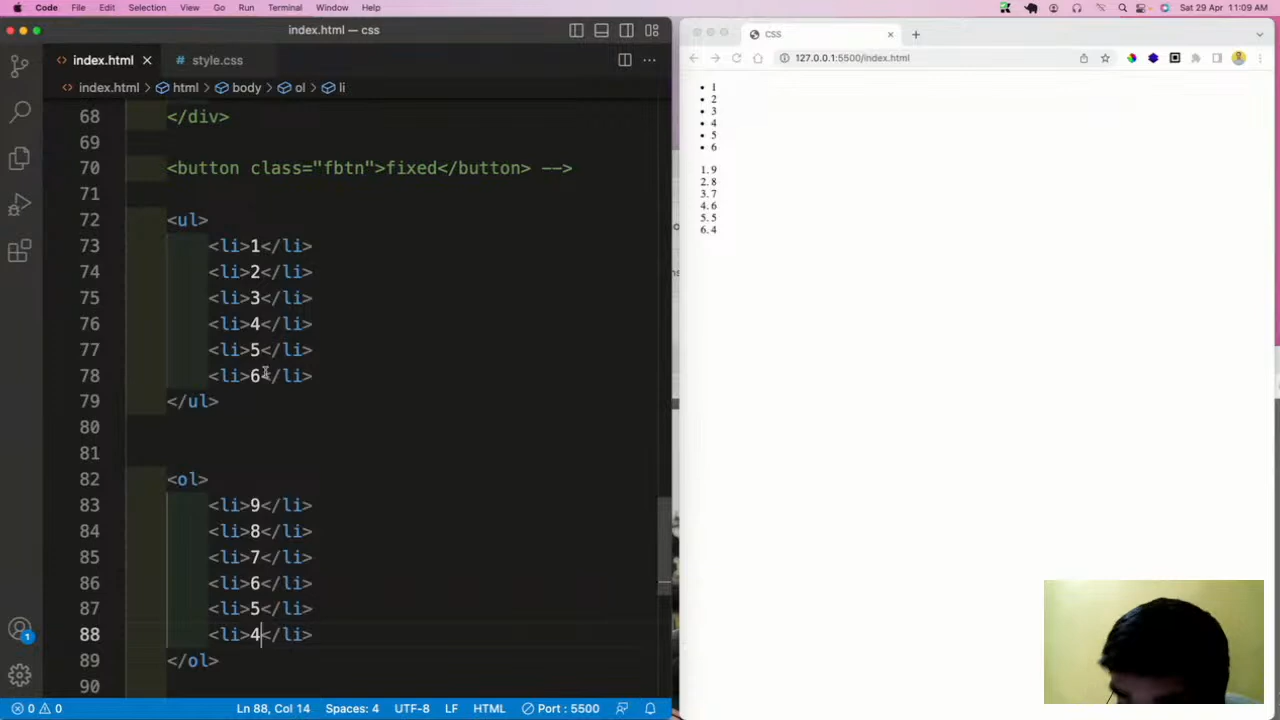 Code File Edit Selection View Go Run Terminal Window Help
Sat 29 Apr 11:09 AM
index.html — css
index.html
style.css
index.html > html > body > ol > li
68 </div>
69
70 <button class="fbtn">fixed</button> -->
71
72 <ul>
73 <li>1</li>
74 <li>2</li>
75 <li>3</li>
76 <li>4</li>
77 <li>5</li>
78 <li>6</li>
79 </ul>
80
81
82 <ol>
83 <li>9</li>
84 <li>8</li>
85 <li>7</li>
86 <li>6</li>
87 <li>5</li>
88 <li>4</li>
89 </ol>
90
1
0 0
Ln 88, Col 14 Spaces: 4 UTF-8 LF HTML Port : 5500
CSS
127.0.0.1:5500/index.html
• 1
• 2
• 3
• 4
• 5
• 6
1. 9
2. 8
3. 7
4. 6
5. 5
6. 4